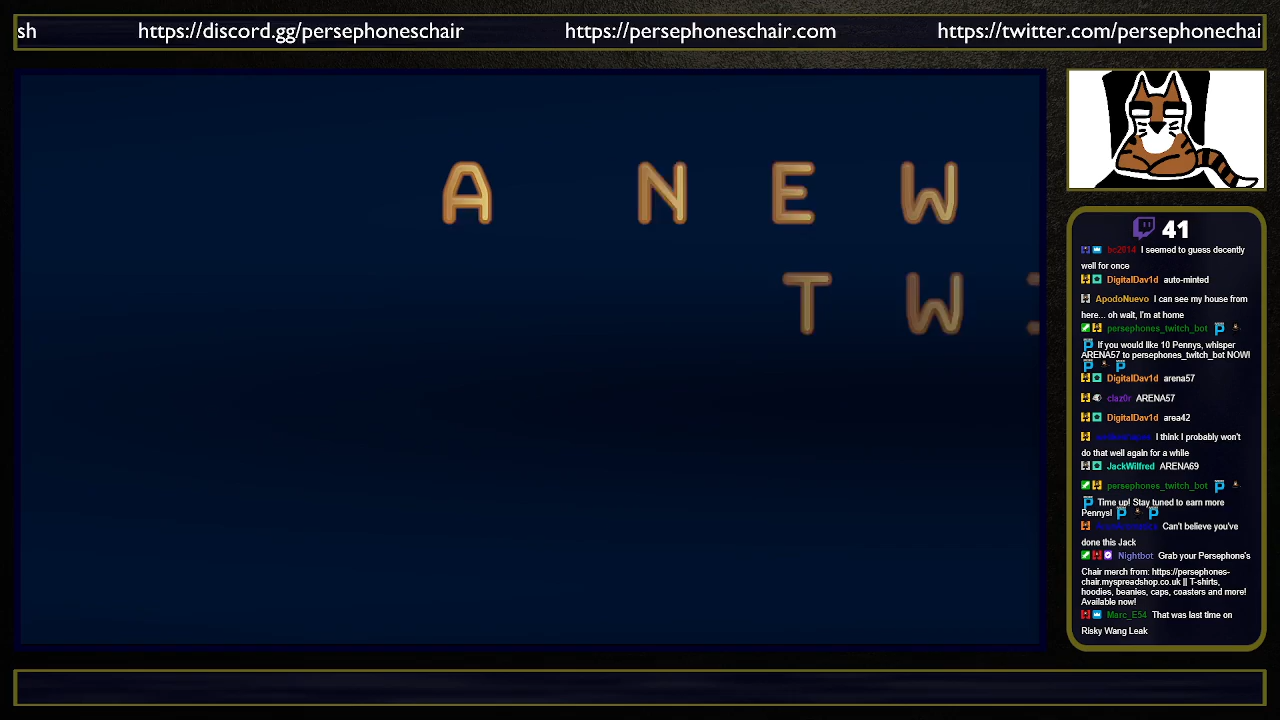 sh https://discord.gg/persephoneschair https://persephoneschair.com https://twitter.com/persephonechai
A NEW
TW:
41
bc2014 I seemed to guess decently
well for once
DigitalDav1d auto-minted
ApodoNuevo I can see my house from
here... oh wait, I'm at home
persephones_twitch_bot
If you would like 10 Pennys, whisper
ARENA57 to persephones_twitch_bot NOW!
DigitalDav1d arena57
claz0r ARENA57
DigitalDav1d area42
I think I probably won't
do that well again for a while
JackWilfred ARENA69
persephones_twitch_bot
Time up! Stay tuned to earn more
Pennys!
Can't believe you've
done this Jack
Nightbot Grab your Persephone's
Chair merch from: https://persephones-
chair.myspreadshop.co.uk || T-shirts,
hoodies, beanies, caps, coasters and more!
Available now!
Marc_E54 That was last time on
Risky Wang Leak